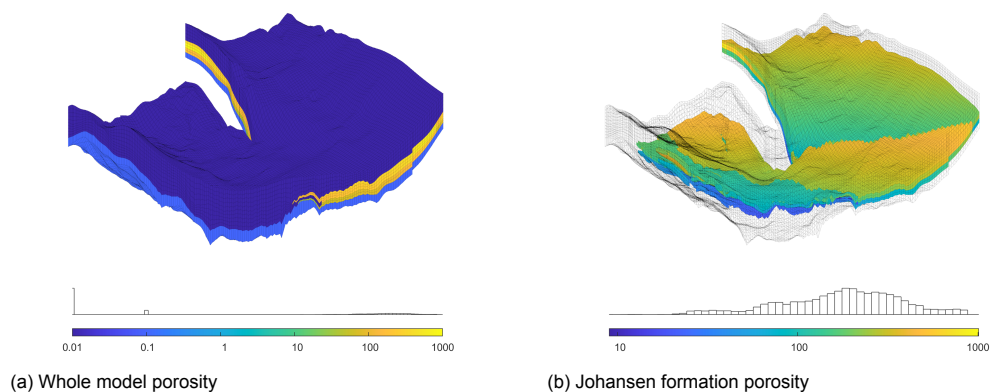 0.01 0.1 1 10 100 1000
10 100 1000
(a) Whole model porosity
(b) Johansen formation porosity